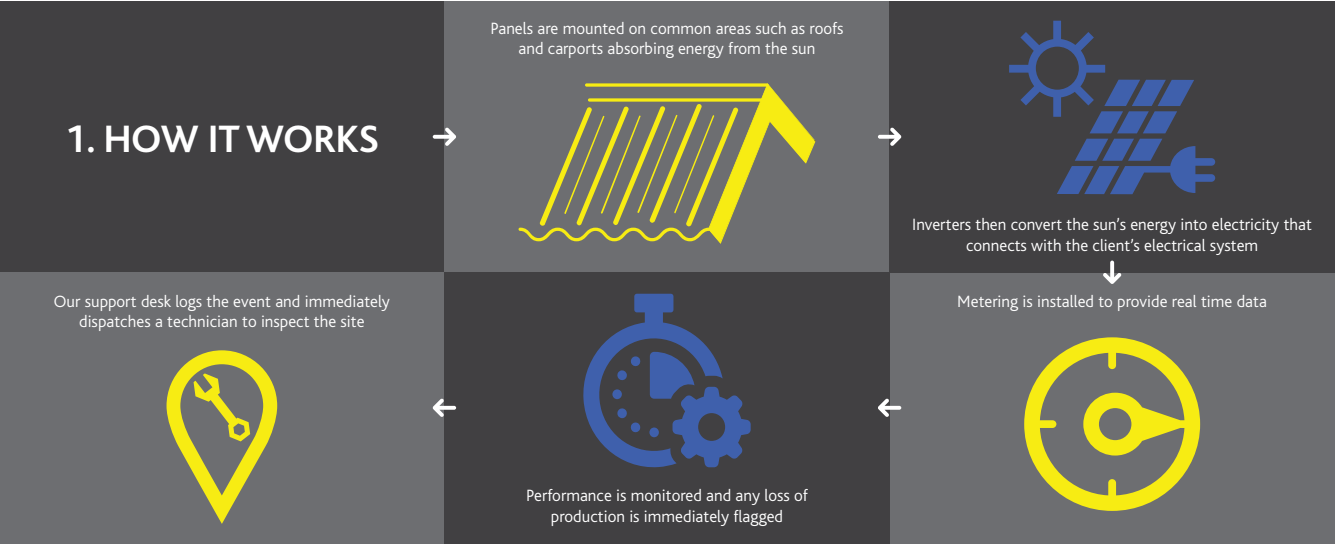 1. HOW IT WORKS
Panels are mounted on common areas such as roofs
and carports absorbing energy from the sun
Inverters then convert the sun’s energy into electricity that
connects with the client’s electrical system
Metering is installed to provide real time data
Performance is monitored and any loss of
production is immediately flagged
Our support desk logs the event and immediately
dispatches a technician to inspect the site